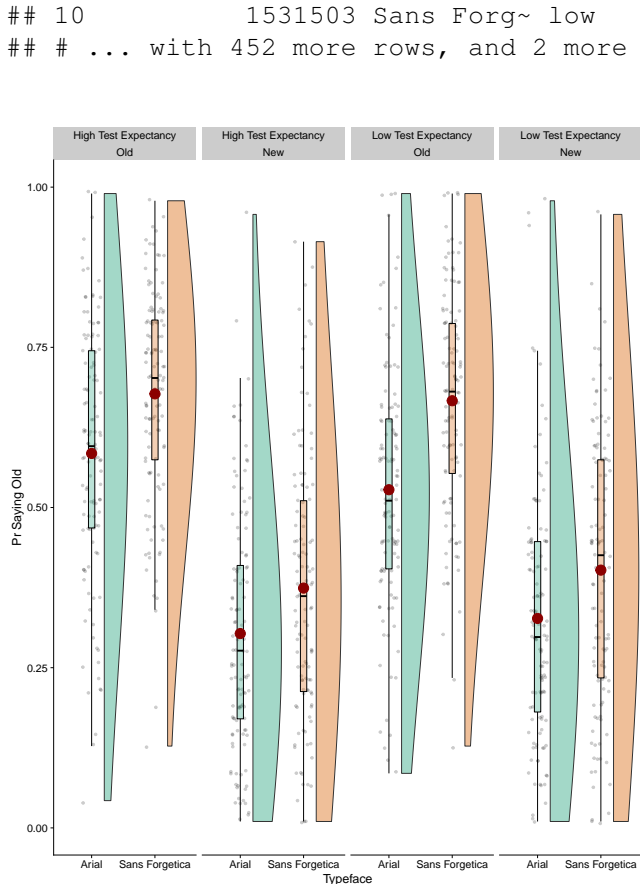 ## 10          1531503 Sans Forg~ low
## # ... with 452 more rows, and 2 more
High Test Expectancy
Old
High Test Expectancy
New
Low Test Expectancy
Old
Low Test Expectancy
New
1.00
0.75
0.50
0.25
0.00
Pr Saying Old
Arial
Sans Forgetica
Arial
Sans Forgetica
Arial
Sans Forgetica
Arial
Sans Forgetica
Typeface